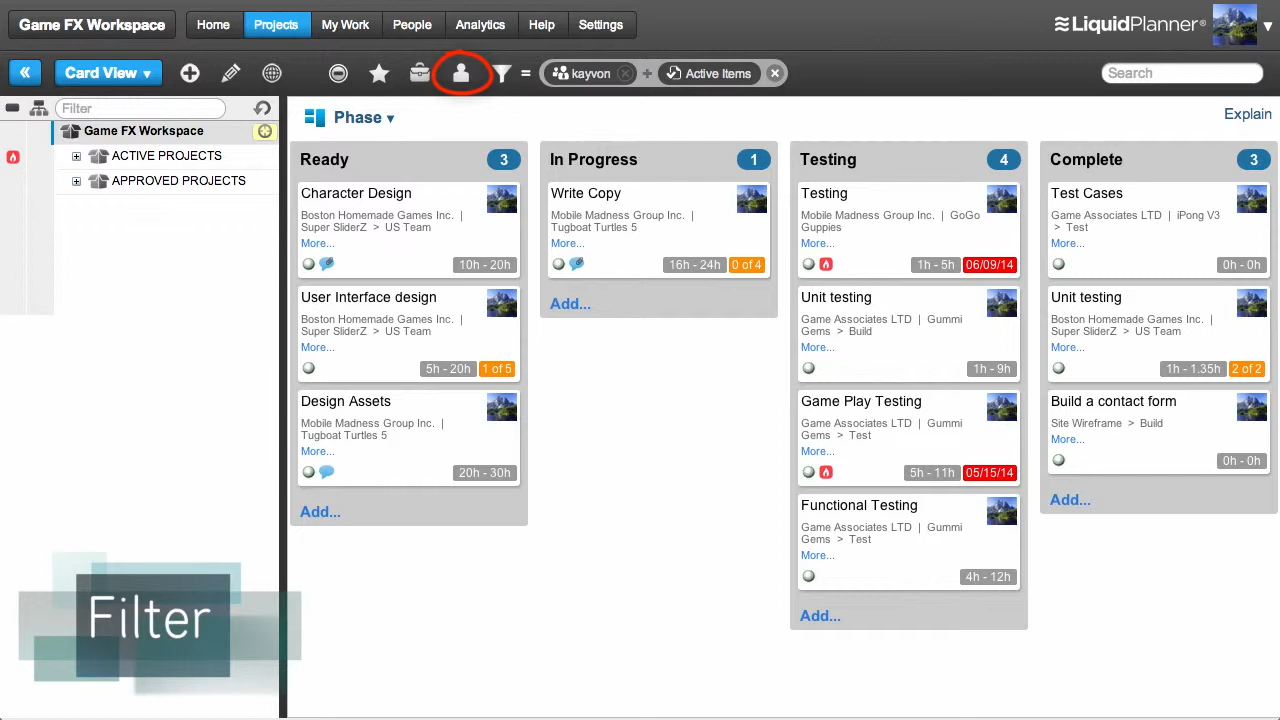 Game FX Workspace
Home
Projects
My Work
People
Analytics
Help
Settings
LiquidPlanner®
Card View
kayvon
Active Items
Search
Filter
Game FX Workspace
ACTIVE PROJECTS
APPROVED PROJECTS
Phase
Explain
Ready
3
Character Design
Boston Homemade Games Inc. |
Super SliderZ > US Team
More...
10h - 20h
User Interface design
Boston Homemade Games Inc. |
Super SliderZ > US Team
More...
5h - 20h
1 of 5
Design Assets
Mobile Madness Group Inc. |
Tugboat Turtles 5
More...
20h - 30h
Add...
In Progress
1
Write Copy
Mobile Madness Group Inc. |
Tugboat Turtles 5
More...
16h - 24h
0 of 4
Add...
Testing
4
Testing
Mobile Madness Group Inc. | GoGo
Guppies
More...
1h - 5h
06/09/14
Unit testing
Game Associates LTD | Gummi
Gems > Build
More...
1h - 9h
Game Play Testing
Game Associates LTD | Gummi
Gems > Test
More...
5h - 11h
05/15/14
Functional Testing
Game Associates LTD | Gummi
Gems > Test
More...
4h - 12h
Add...
Complete
3
Test Cases
Game Associates LTD | iPong V3
> Test
More...
0h - 0h
Unit testing
Boston Homemade Games Inc. |
Super SliderZ > US Team
More...
1h - 1.35h
2 of 2
Build a contact form
Site Wireframe > Build
More...
0h - 0h
Add...
Filter